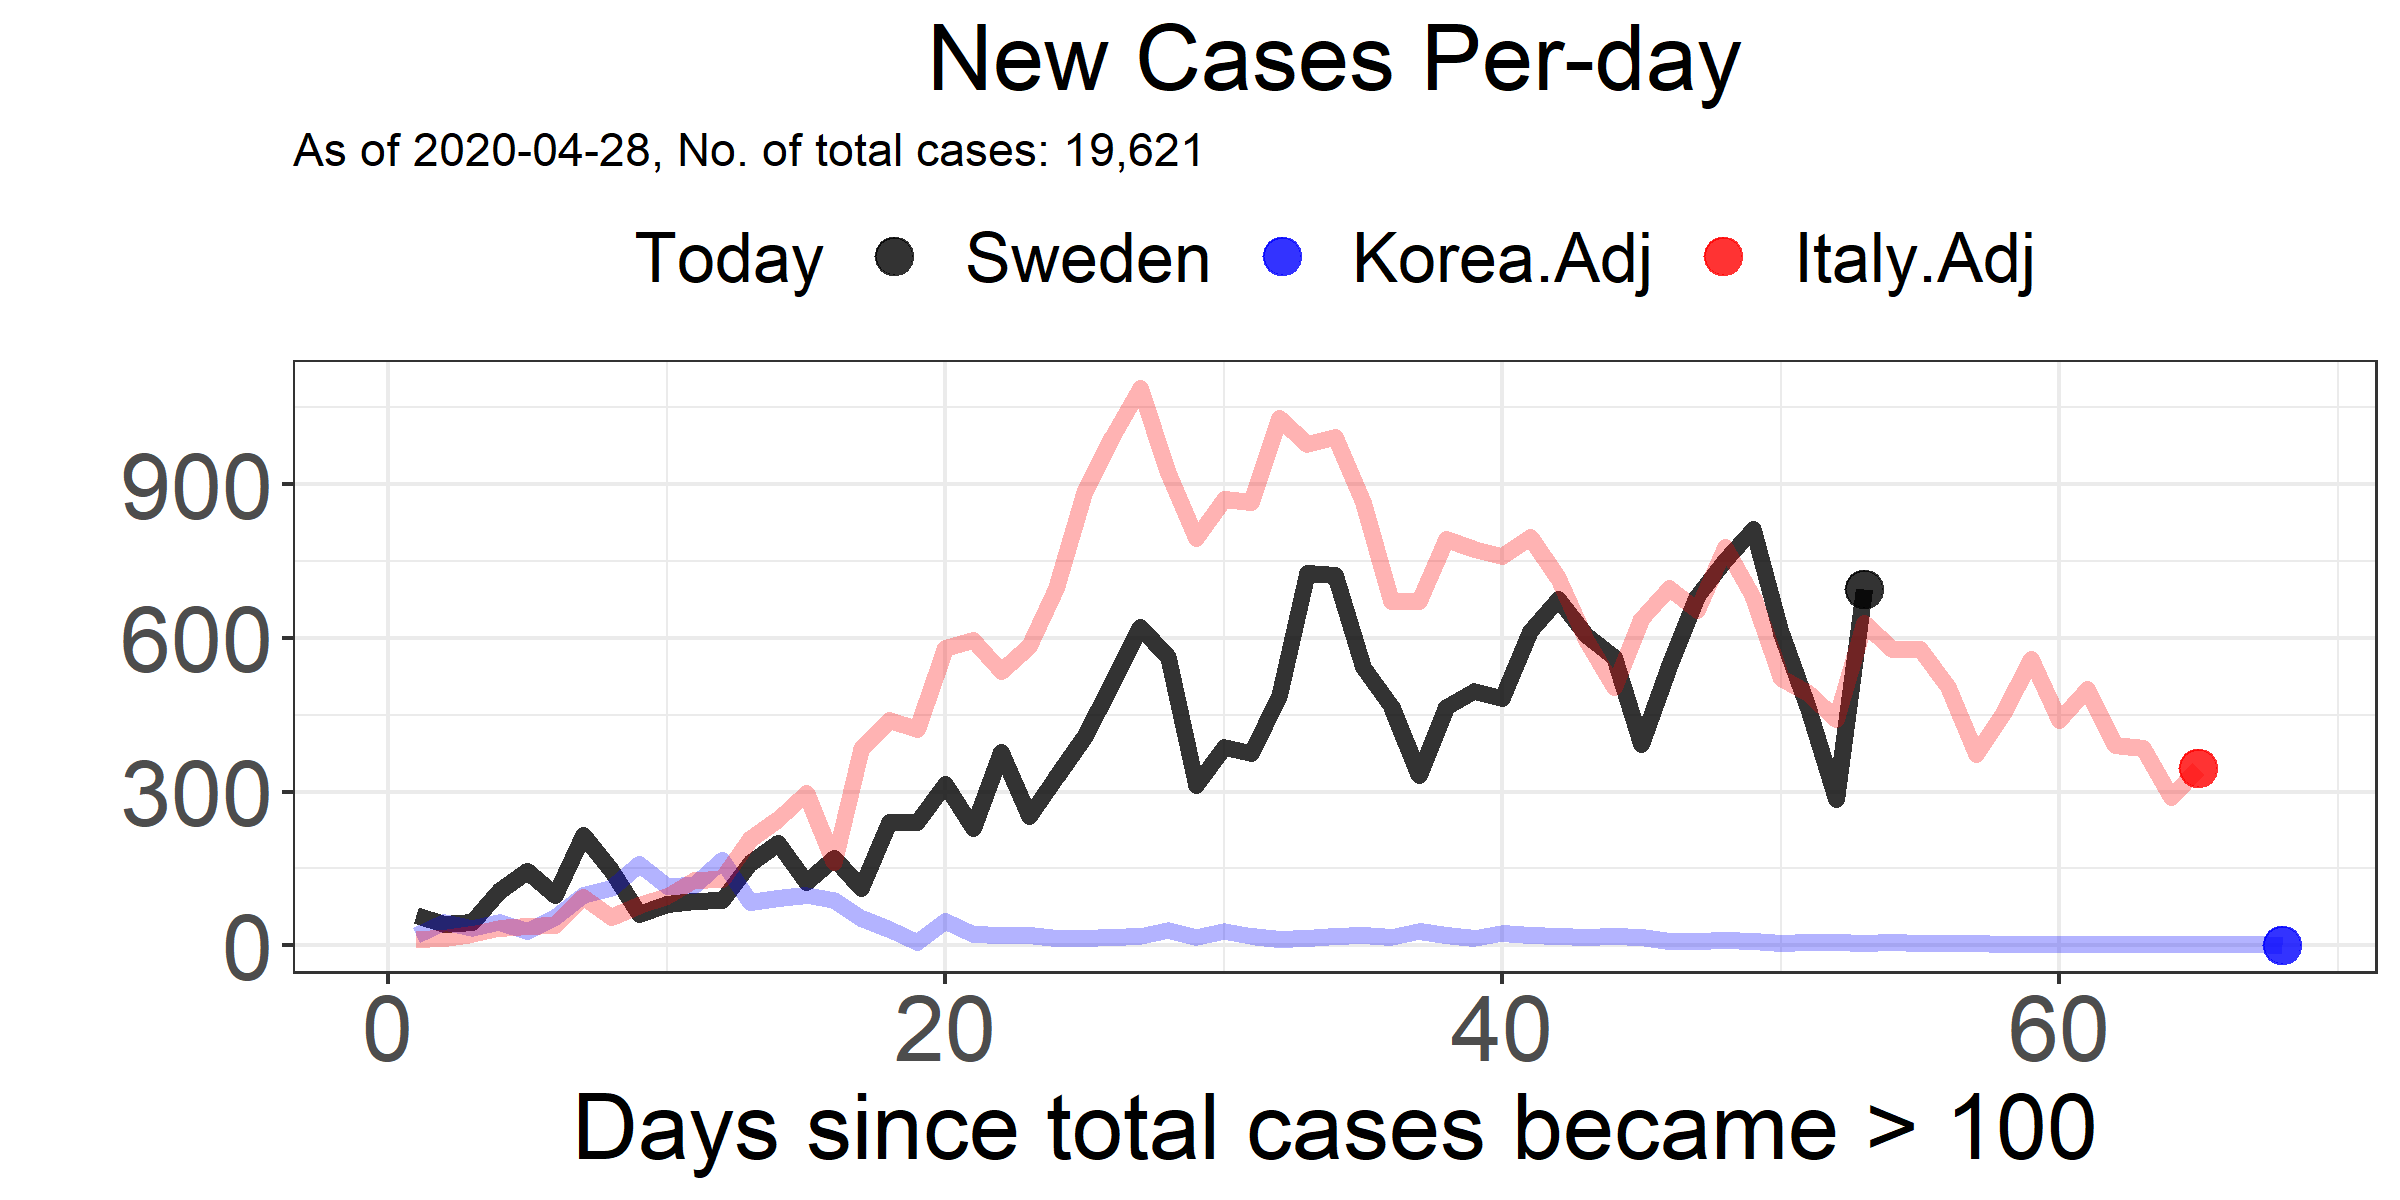 New Cases Per-day
As of 2020-04-28, No. of total cases: 19,621
Today Sweden Korea.Adj Italy.Adj
900
600
300
0
0 20 40 60
Days since total cases became > 100